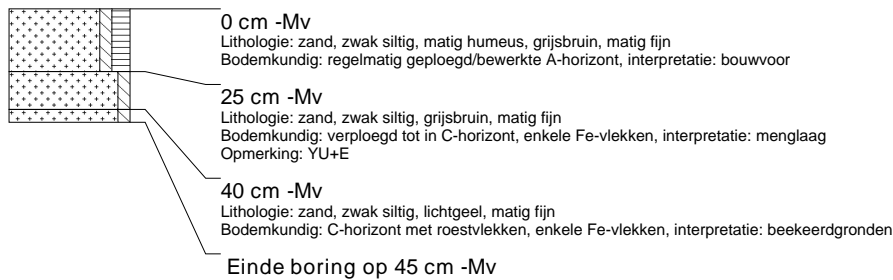 0 cm -Mv
Lithologie: zand, zwak siltig, matig humeus, grijsbruin, matig fijn
Bodemkundig: regelmatig geploegd/bewerkte A-horizont, interpretatie: bouwvoor
25 cm -Mv
Lithologie: zand, zwak siltig, grijsbruin, matig fijn
Bodemkundig: verploegd tot in C-horizont, enkele Fe-vlekken, interpretatie: menglaag
Opmerking: YU+E
40 cm -Mv
Lithologie: zand, zwak siltig, lichtgeel, matig fijn
Bodemkundig: C-horizont met roestvlekken, enkele Fe-vlekken, interpretatie: beekeerdgronden
Einde boring op 45 cm -Mv